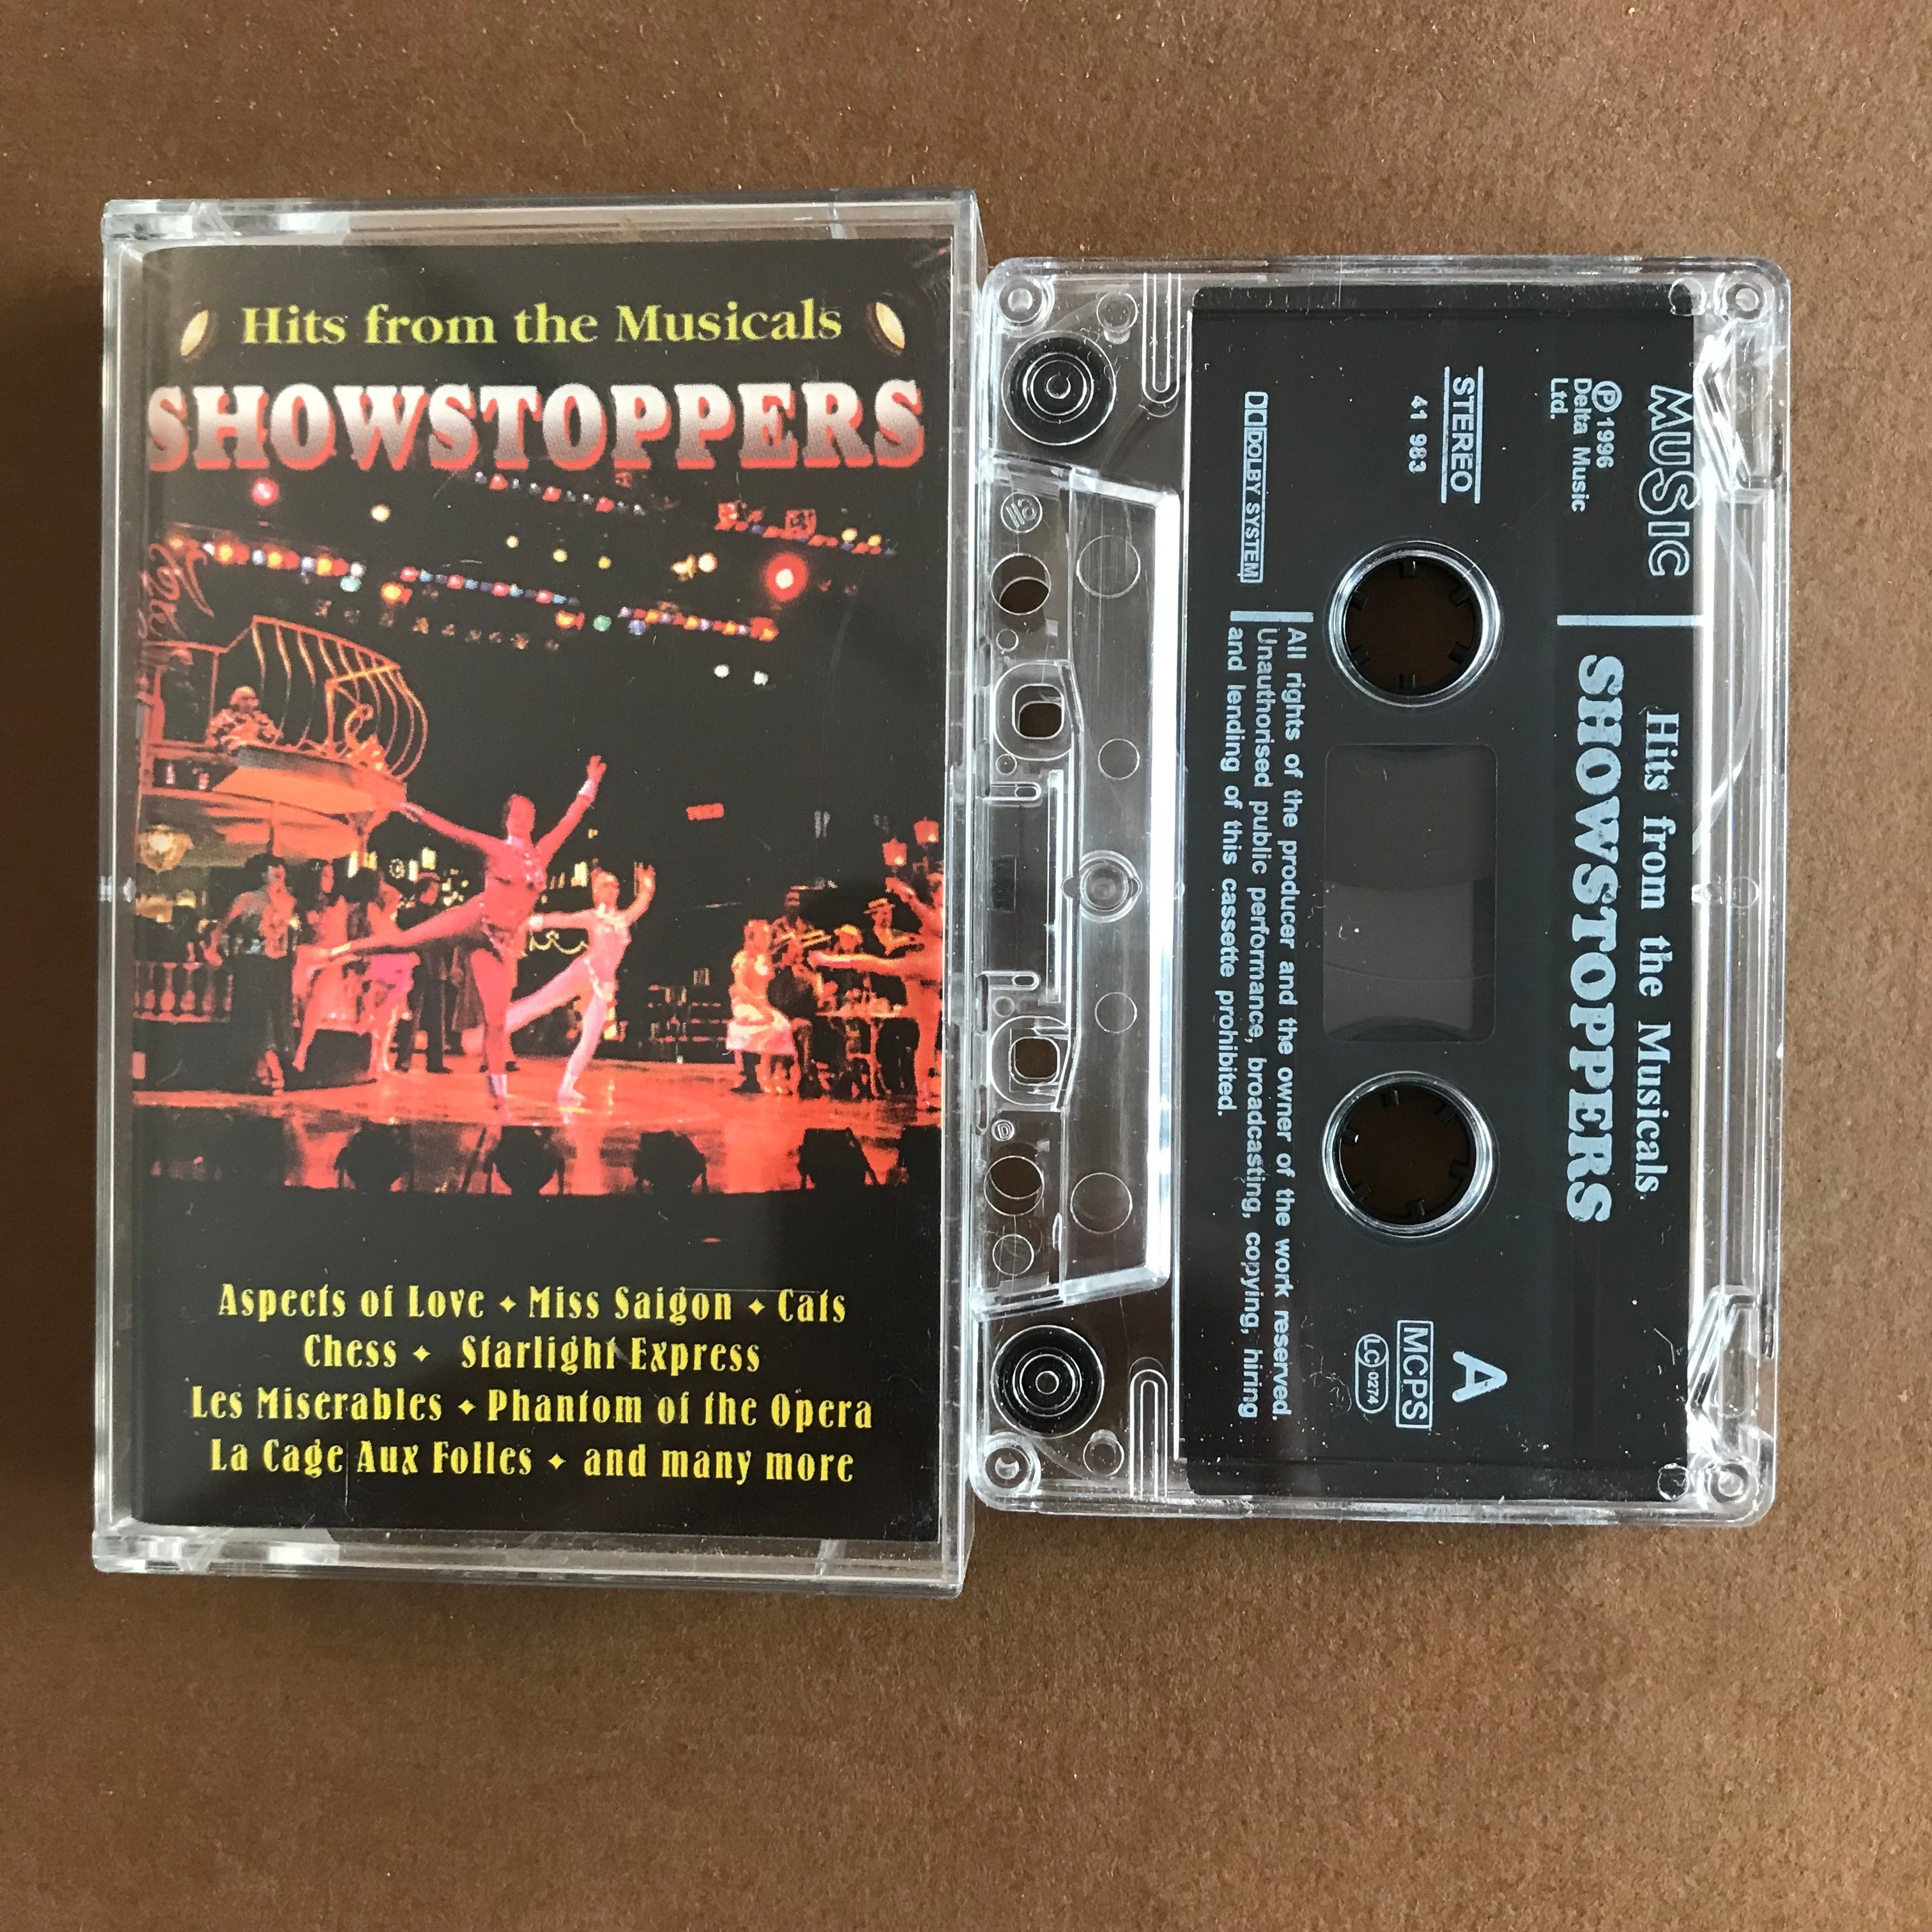 Hits from the Musicals
SHOWSTOPPERS
Aspects of Love ✦ Miss Saigon ✦ Cats
Chess ✦ Starlight Express
Les Miserables ✦ Phantom of the Opera
La Cage Aux Folles ✦ and many more
MUSIC
Ⓟ1996
Delta Music
Ltd.
STEREO
41 983
DOLBY SYSTEM
Hits from the Musicals
SHOWSTOPPERS
A
MCPS
LC 0274
All rights of the producer and the owner of the work reserved.
Unauthorised public performance, broadcasting, copying, hiring
and lending of this cassette prohibited.